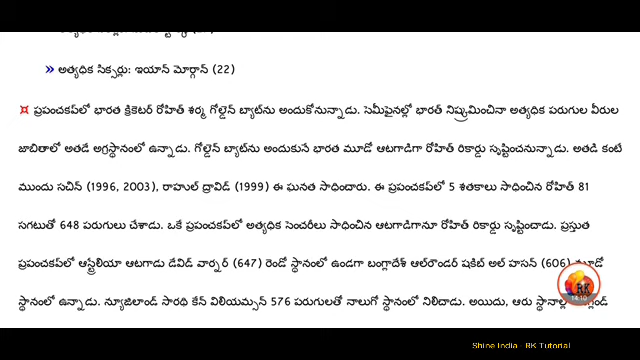 » అత్యధిక సిక్సర్లు: ఇయాన్ మోర్గాన్ (22)
¤ ప్రపంచకప్‌లో భారత క్రికెటర్ రోహిత్ శర్మ గోల్డెన్ బ్యాట్‌ను అందుకోనున్నాడు. సెమీఫైనల్లో భారత్ నిష్క్రమించినా అత్యధిక పరుగుల వీరుల
జాబితాలో అతడే అగ్రస్థానంలో ఉన్నాడు. గోల్డెన్ బ్యాట్‌ను అందుకునే భారత మూడో ఆటగాడిగా రోహిత్ రికార్డు సృష్టించనున్నాడు. అతడి కంటే
ముందు సచిన్ (1996, 2003), రాహుల్ ద్రావిడ్ (1999) ఈ ఘనత సాధించారు. ఈ ప్రపంచకప్‌లో 5 శతకాలు సాధించిన రోహిత్ 81
సగటుతో 648 పరుగులు చేశాడు. ఒకే ప్రపంచకప్‌లో అత్యధిక సెంచరీలు సాధించిన ఆటగాడిగానూ రోహిత్ రికార్డు సృష్టించాడు. ప్రస్తుత
ప్రపంచకప్‌లో ఆస్ట్రేలియా ఆటగాడు డేవిడ్ వార్నర్ (647) రెండో స్థానంలో ఉండగా బంగ్లాదేశ్ ఆల్‌రౌండర్ షకిబ్ అల్ హసన్ (606)
స్థానంలో ఉన్నాడు. న్యూజిలాండ్ సారథి కేన్ విలియమ్సన్ 576 పరుగులతో నాలుగో స్థానంలో నిలిచాడు. అయిదు, ఆరు
RK
14:10
Shine India - RK Tutorial